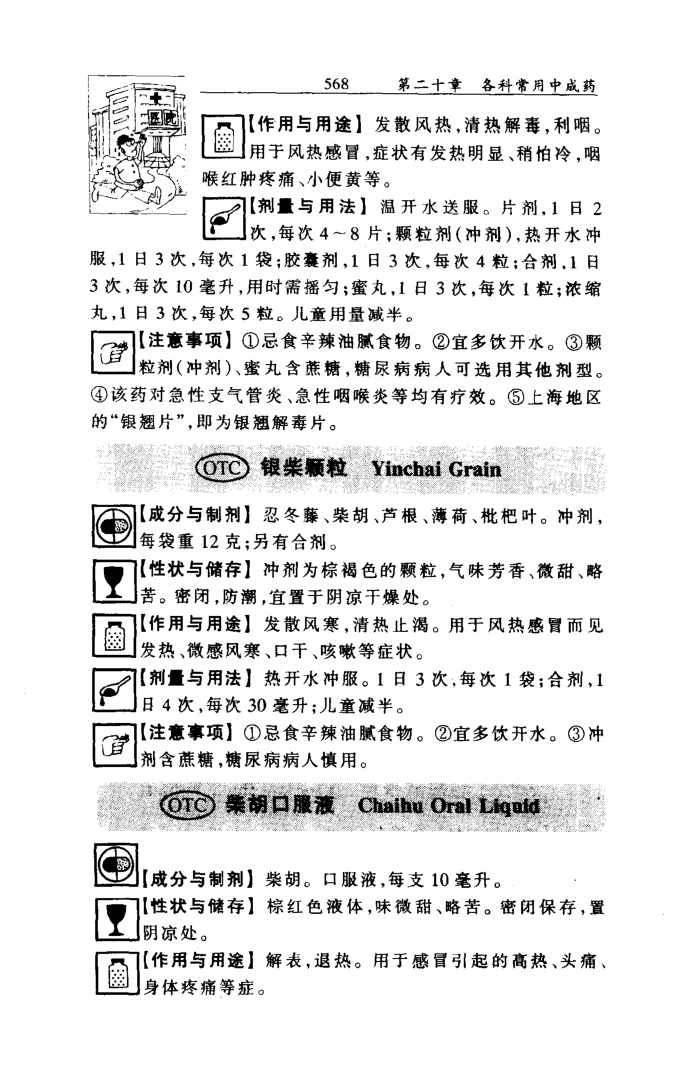 568 第二十章 各科常用中成药
医院
【作用与用途】 发散风热,清热解毒,利咽。
用于风热感冒,症状有发热明显、稍怕冷,咽
喉红肿疼痛、小便黄等。
【剂量与用法】 温开水送服。片剂,1 日 2
次,每次 4～8 片;颗粒剂(冲剂),热开水冲
服,1 日 3 次,每次 1 袋;胶囊剂,1 日 3 次,每次 4 粒;合剂,1 日
3 次,每次 10 毫升,用时需摇匀;蜜丸,1 日 3 次,每次 1 粒;浓缩
丸,1 日 3 次,每次 5 粒。儿童用量减半。
【注意事项】 ①忌食辛辣油腻食物。②宜多饮开水。③颗
粒剂(冲剂)、蜜丸含蔗糖,糖尿病病人可选用其他剂型。
④该药对急性支气管炎、急性咽喉炎等均有疗效。⑤上海地区
的“银翘片”,即为银翘解毒片。
OTC 银柴颗粒 Yinchai Grain
【成分与制剂】 忍冬藤、柴胡、芦根、薄荷、枇杷叶。冲剂,
每袋重 12 克;另有合剂。
【性状与储存】 冲剂为棕褐色的颗粒,气味芳香、微甜、略
苦。密闭,防潮,宜置于阴凉干燥处。
【作用与用途】 发散风寒,清热止渴。用于风热感冒而见
发热、微感风寒、口干、咳嗽等症状。
【剂量与用法】 热开水冲服。1 日 3 次,每次 1 袋;合剂,1
日 4 次,每次 30 毫升;儿童减半。
【注意事项】 ①忌食辛辣油腻食物。②宜多饮开水。③冲
剂含蔗糖,糖尿病病人慎用。
OTC 柴胡口服液 Chaihu Oral Liquid
【成分与制剂】 柴胡。口服液,每支 10 毫升。
【性状与储存】 棕红色液体,味微甜、略苦。密闭保存,置
阴凉处。
【作用与用途】 解表,退热。用于感冒引起的高热、头痛、
身体疼痛等症。